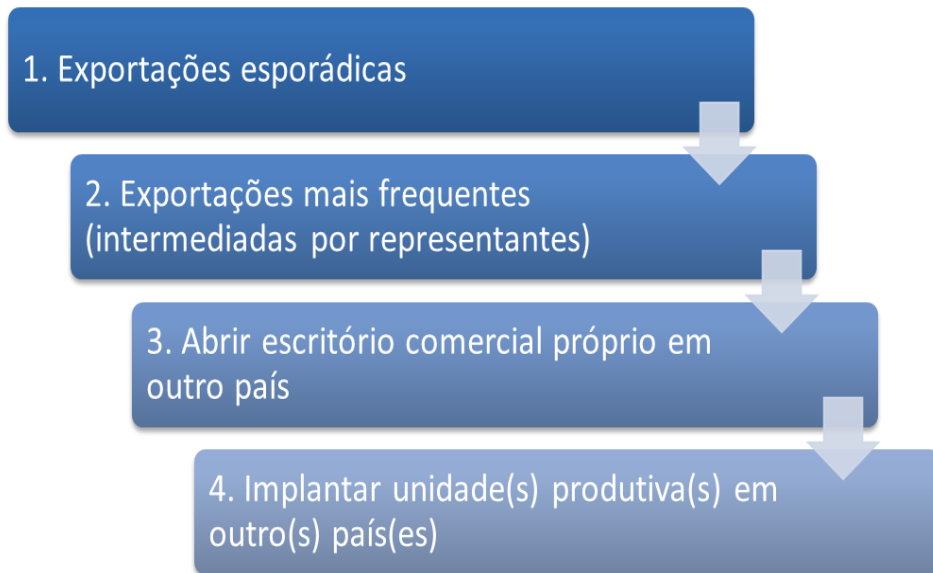 1. Exportações esporádicas
2. Exportações mais frequentes
(intermediadas por representantes)
3. Abrir escritório comercial próprio em
outro país
4. Implantar unidade(s) produtiva(s) em
outro(s) país(es)